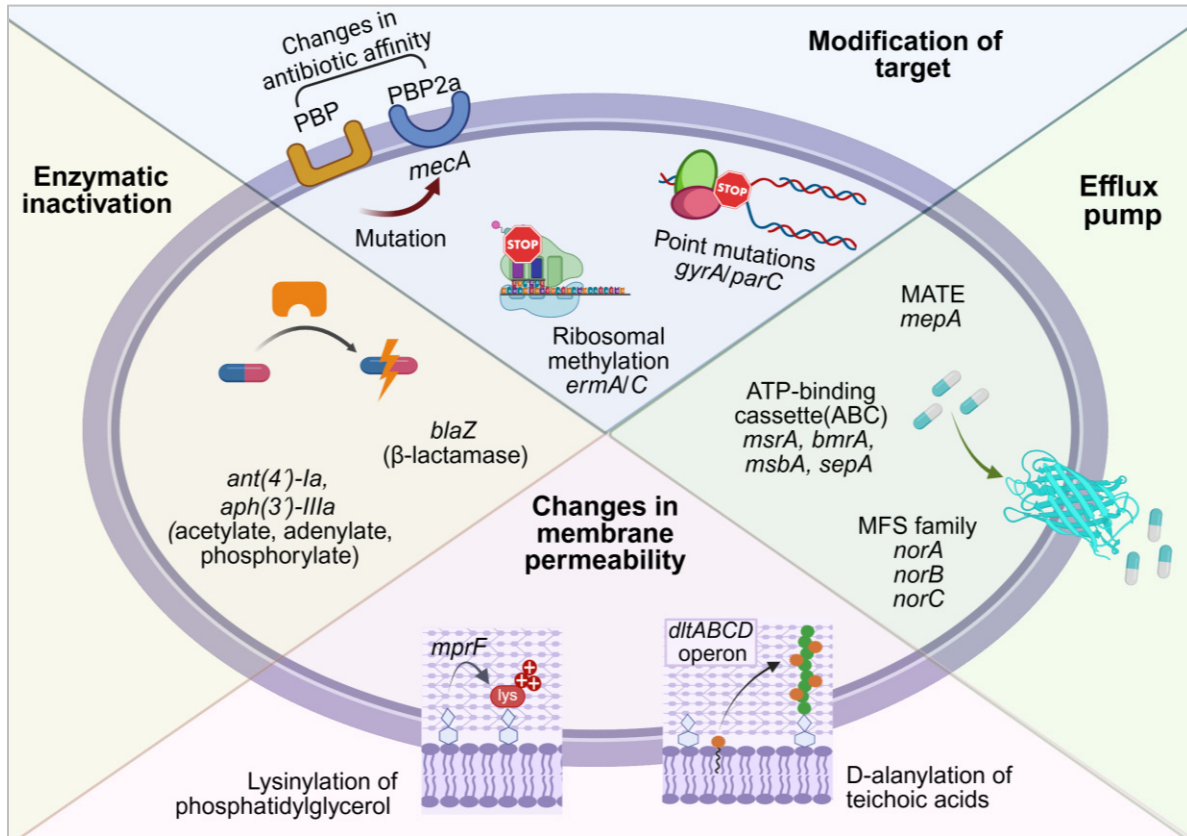 Changes in
antibiotic affinity
PBP
PBP2a
mecA
Mutation
Modification of
target
STOP
Ribosomal
methylation
ermA/C
STOP
Point mutations
gyrA/parC
Enzymatic
inactivation
blaZ
(β-lactamase)
ant(4′)-Ia,
aph(3′)-IIIa
(acetylate, adenylate,
phosphorylate)
Efflux
pump
MATE
mepA
ATP-binding
cassette(ABC)
msrA, bmrA,
msbA, sepA
MFS family
norA
norB
norC
Changes in
membrane
permeability
mprF
lys
+
+
+
Lysinylation of
phosphatidylglycerol
dltABCD
operon
D-alanylation of
teichoic acids